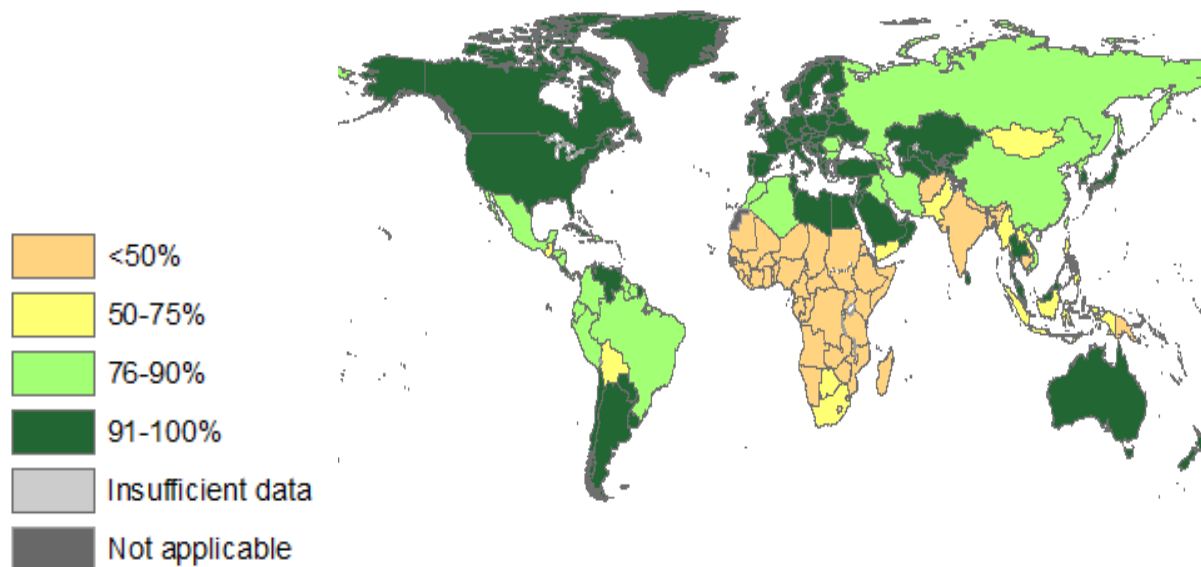 <50%
50-75%
76-90%
91-100%
Insufficient data
Not applicable